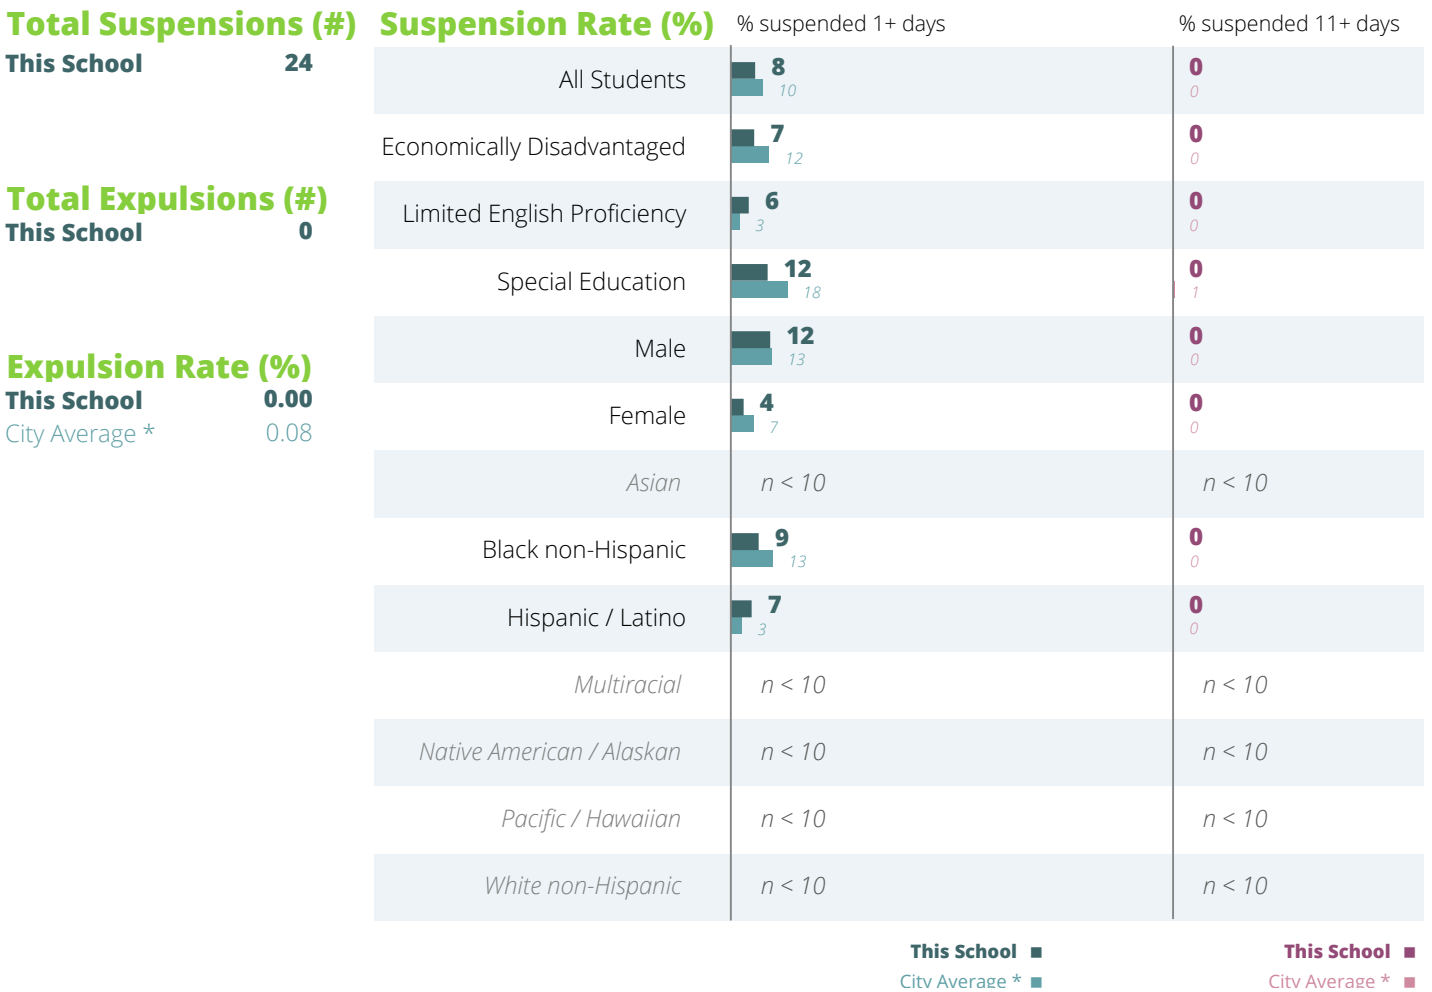 Total Suspensions (#)
This School 24
Total Expulsions (#)
This School 0
Expulsion Rate (%)
This School 0.00
City Average * 0.08
Suspension Rate (%) % suspended 1+ days % suspended 11+ days
All Students 8 0
10 0
Economically Disadvantaged 7 0
12 0
Limited English Proficiency 6 0
3 0
Special Education 12 0
18 1
Male 12 0
13 0
Female 4 0
7 0
Asian n < 10 n < 10
Black non-Hispanic 9 0
13 0
Hispanic / Latino 7 0
3 0
Multiracial n < 10 n < 10
Native American / Alaskan n < 10 n < 10
Pacific / Hawaiian n < 10 n < 10
White non-Hispanic n < 10 n < 10
This School This School
City Average * City Average *